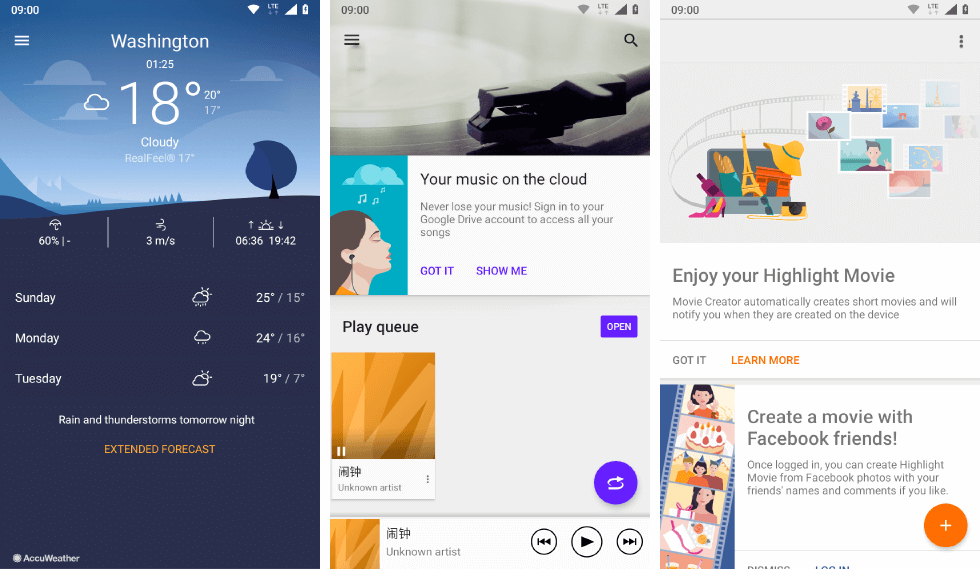 09:00
LTE
Washington
01:25
18°
20°
17°
Cloudy
RealFeel® 17°
60% | -
3 m/s
06:36 19:42
Sunday
25° / 15°
Monday
24° / 16°
Tuesday
19° / 7°
Rain and thunderstorms tomorrow night
EXTENDED FORECAST
AccuWeather
09:00
LTE
Your music on the cloud
Never lose your music! Sign in to your
Google Drive account to access all your
songs
GOT IT
SHOW ME
Play queue
OPEN
闹钟
Unknown artist
闹钟
Unknown artist
09:00
LTE
Enjoy your Highlight Movie
Movie Creator automatically creates short movies and will
notify you when they are created on the device
GOT IT
LEARN MORE
Create a movie with
Facebook friends!
Once logged in, you can create Highlight
Movie from Facebook photos with your
friends' names and comments if you like.
DISMISS
LOG IN